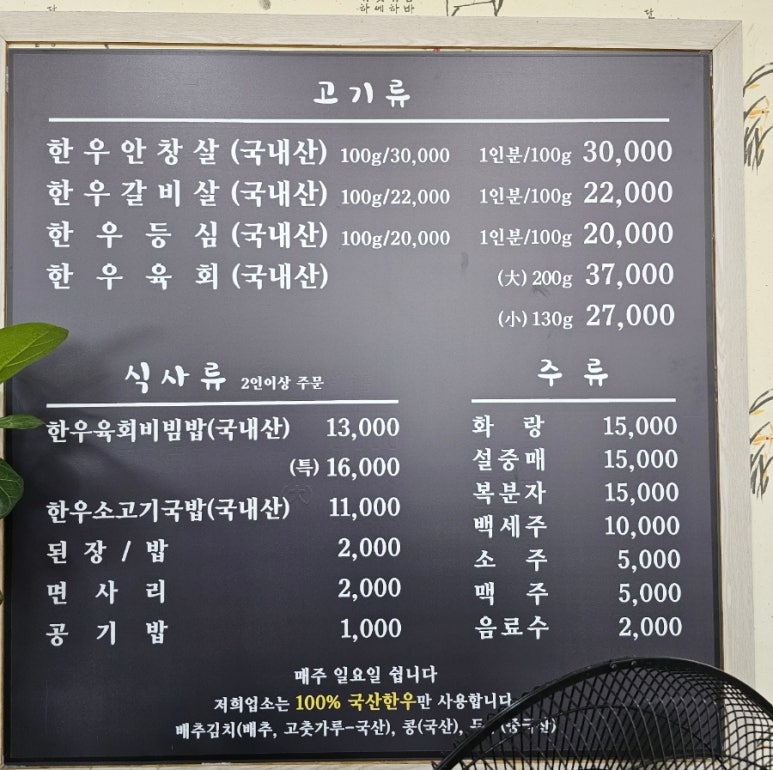 고기류
한우안창살 (국내산) 100g/30,000 1인분/100g 30,000
한우갈비살 (국내산) 100g/22,000 1인분/100g 22,000
한우등심 (국내산) 100g/20,000 1인분/100g 20,000
한우육회 (국내산) (大) 200g 37,000
(小) 130g 27,000
식사류 2인이상 주문
한우육회비빔밥(국내산) 13,000
(특) 16,000
한우소고기국밥(국내산) 11,000
된장/밥 2,000
면사리 2,000
공기밥 1,000
주류
화랑 15,000
설중매 15,000
복분자 15,000
백세주 10,000
소주 5,000
맥주 5,000
음료수 2,000
매주 일요일 쉽니다
저희업소는 100% 국산한우만 사용합니다
배추김치(배추, 고춧가루-국산), 콩(국산), (중국산)